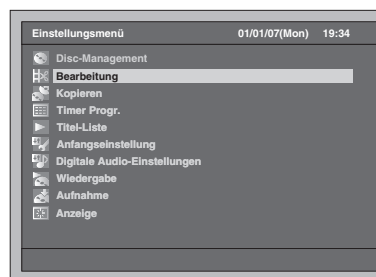 Einstellungsmenü 01/01/07(Mon) 19:34
Disc-Management
Bearbeitung
Kopieren
Timer Progr.
Titel-Liste
Anfangseinstellung
Digitale Audio-Einstellungen
Wiedergabe
Aufnahme
Anzeige